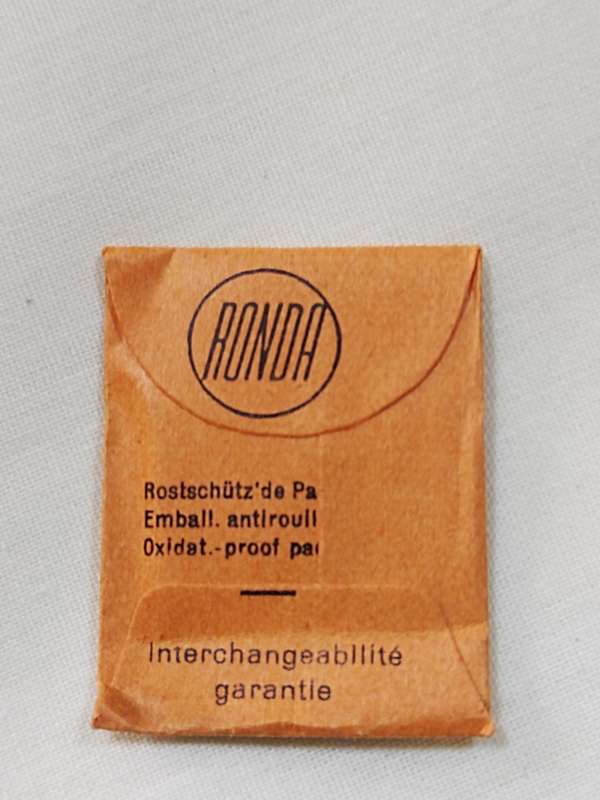 RONDA
Rostschütz'de Pa
Emball. antirouil
Oxidat.-proof pa
Interchangeabilité
garantie